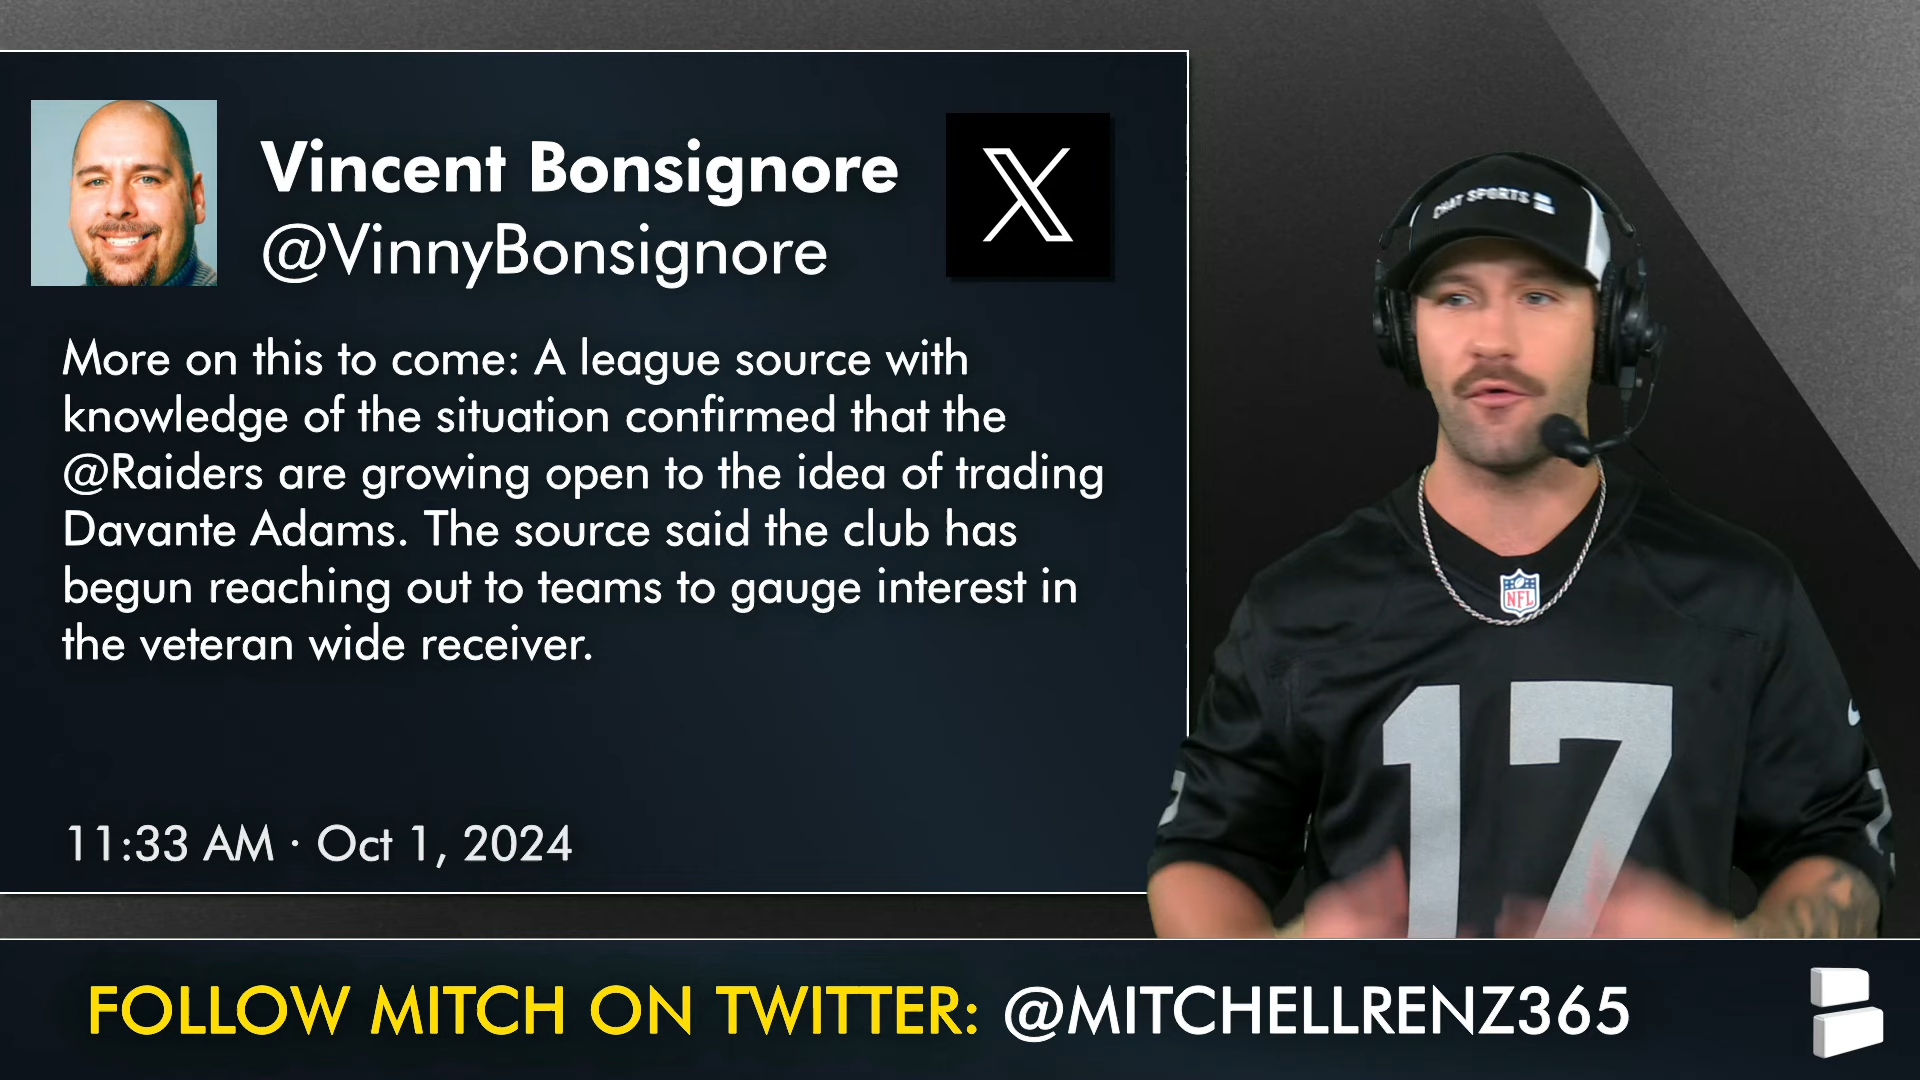 Vincent Bonsignore
@VinnyBonsignore
More on this to come: A league source with
knowledge of the situation confirmed that the
@Raiders are growing open to the idea of trading
Davante Adams. The source said the club has
begun reaching out to teams to gauge interest in
the veteran wide receiver.
11:33 AM · Oct 1, 2024
CHAT SPORTS
NFL
17
FOLLOW MITCH ON TWITTER: @MITCHELLRENZ365